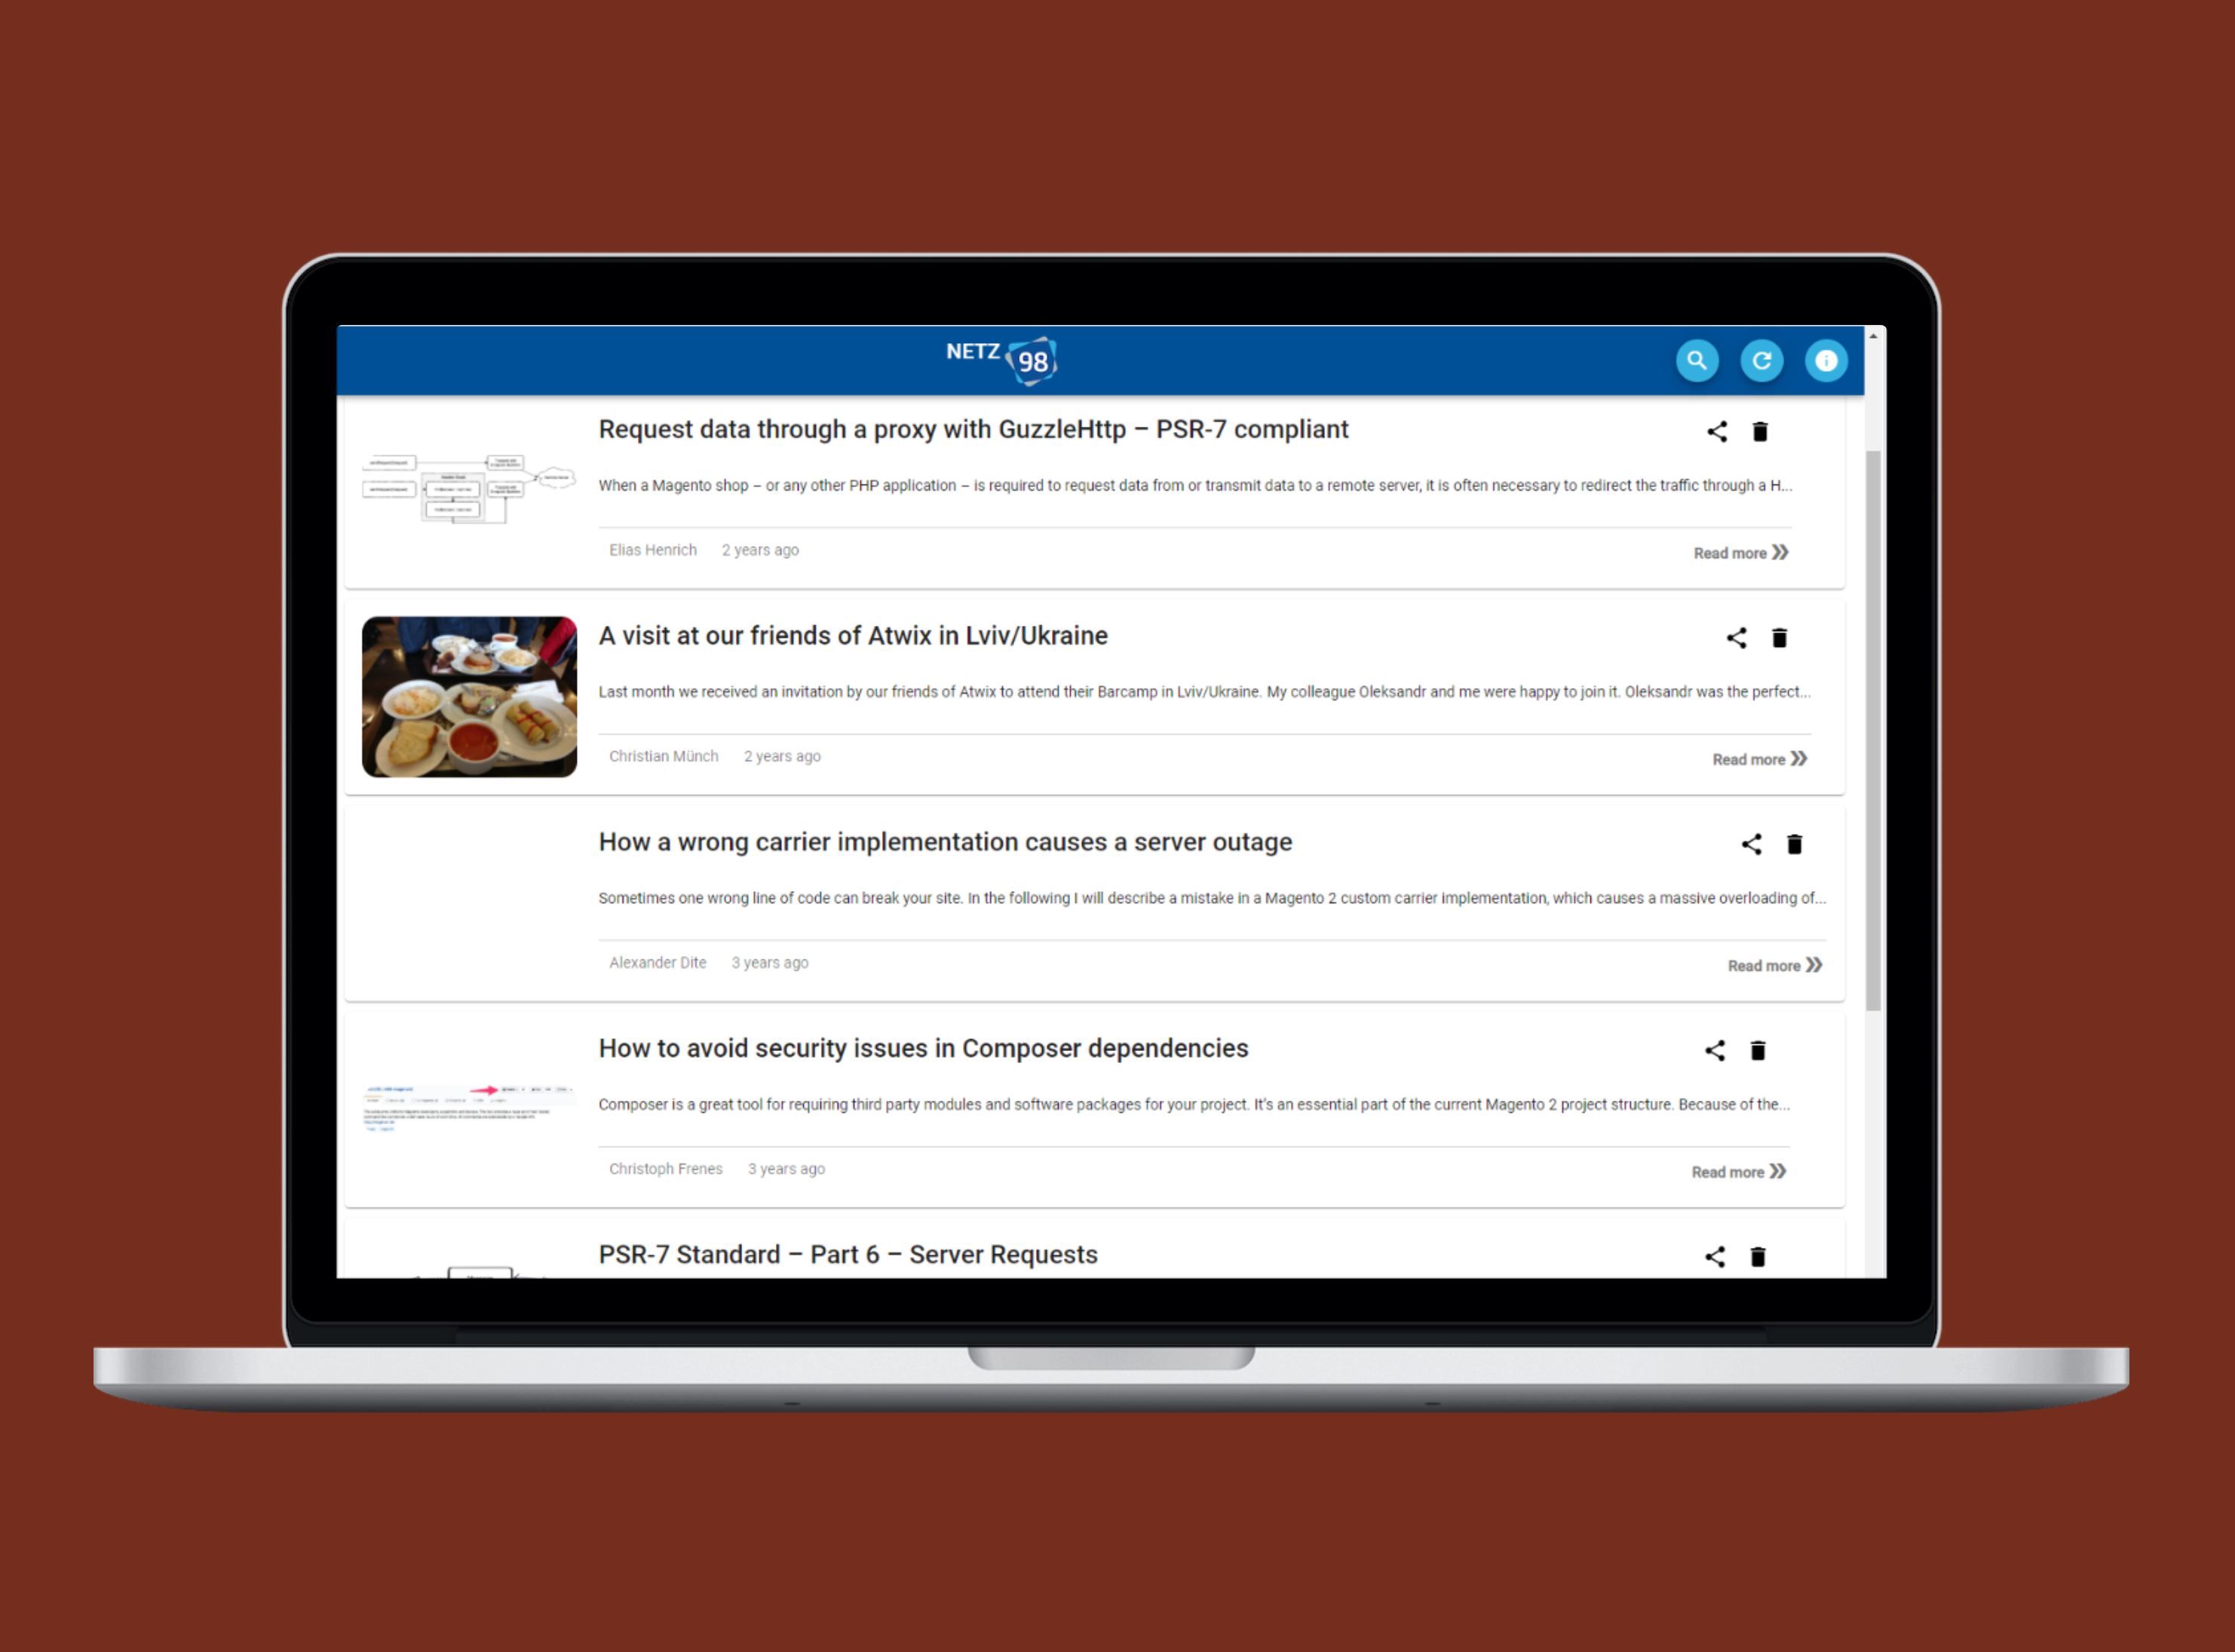 NETZ 98
Request data through a proxy with GuzzleHttp – PSR-7 compliant
When a Magento shop – or any other PHP application – is required to request data from or transmit data to a remote server, it is often necessary to redirect the traffic through a H...
Elias Henrich 2 years ago Read more
A visit at our friends of Atwix in Lviv/Ukraine
Last month we received an invitation by our friends of Atwix to attend their Barcamp in Lviv/Ukraine. My colleague Oleksandr and me were happy to join it. Oleksandr was the perfect...
Christian Münch 2 years ago Read more
How a wrong carrier implementation causes a server outage
Sometimes one wrong line of code can break your site. In the following I will describe a mistake in a Magento 2 custom carrier implementation, which causes a massive overloading of...
Alexander Dite 3 years ago Read more
How to avoid security issues in Composer dependencies
Composer is a great tool for requiring third party modules and software packages for your project. It's an essential part of the current Magento 2 project structure. Because of the...
Christoph Frenes 3 years ago Read more
PSR-7 Standard – Part 6 – Server Requests